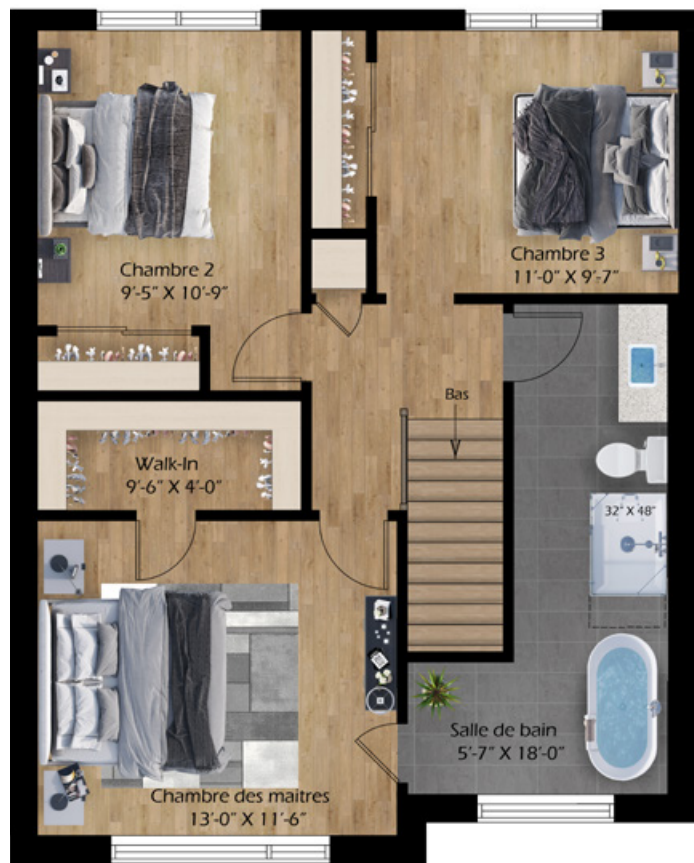 Chambre 2
9'-5" X 10'-9"
Chambre 3
11'-0" X 9'-7"
Bas
Walk-In
9'-6" X 4'-0"
32" X 48"
Salle de bain
5'-7" X 18'-0"
Chambre des maitres
13'-0" X 11'-6"